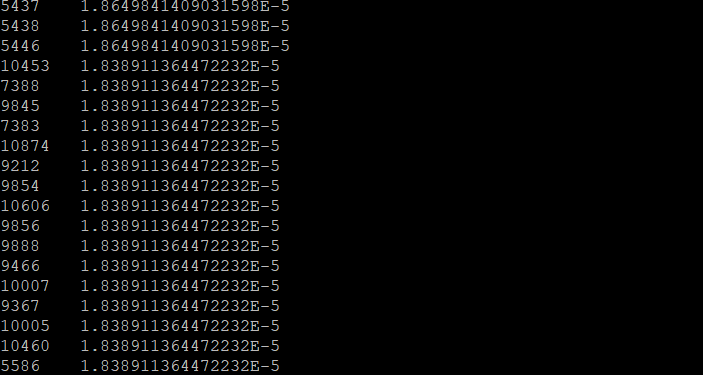 5437 1.8649841409031598E-5
5438 1.8649841409031598E-5
5446 1.8649841409031598E-5
10453 1.838911364472232E-5
7388 1.838911364472232E-5
9845 1.838911364472232E-5
7383 1.838911364472232E-5
10874 1.838911364472232E-5
9212 1.838911364472232E-5
9854 1.838911364472232E-5
10606 1.838911364472232E-5
9856 1.838911364472232E-5
9888 1.838911364472232E-5
9466 1.838911364472232E-5
10007 1.838911364472232E-5
9367 1.838911364472232E-5
10005 1.838911364472232E-5
10460 1.838911364472232E-5
5586 1.838911364472232E-5